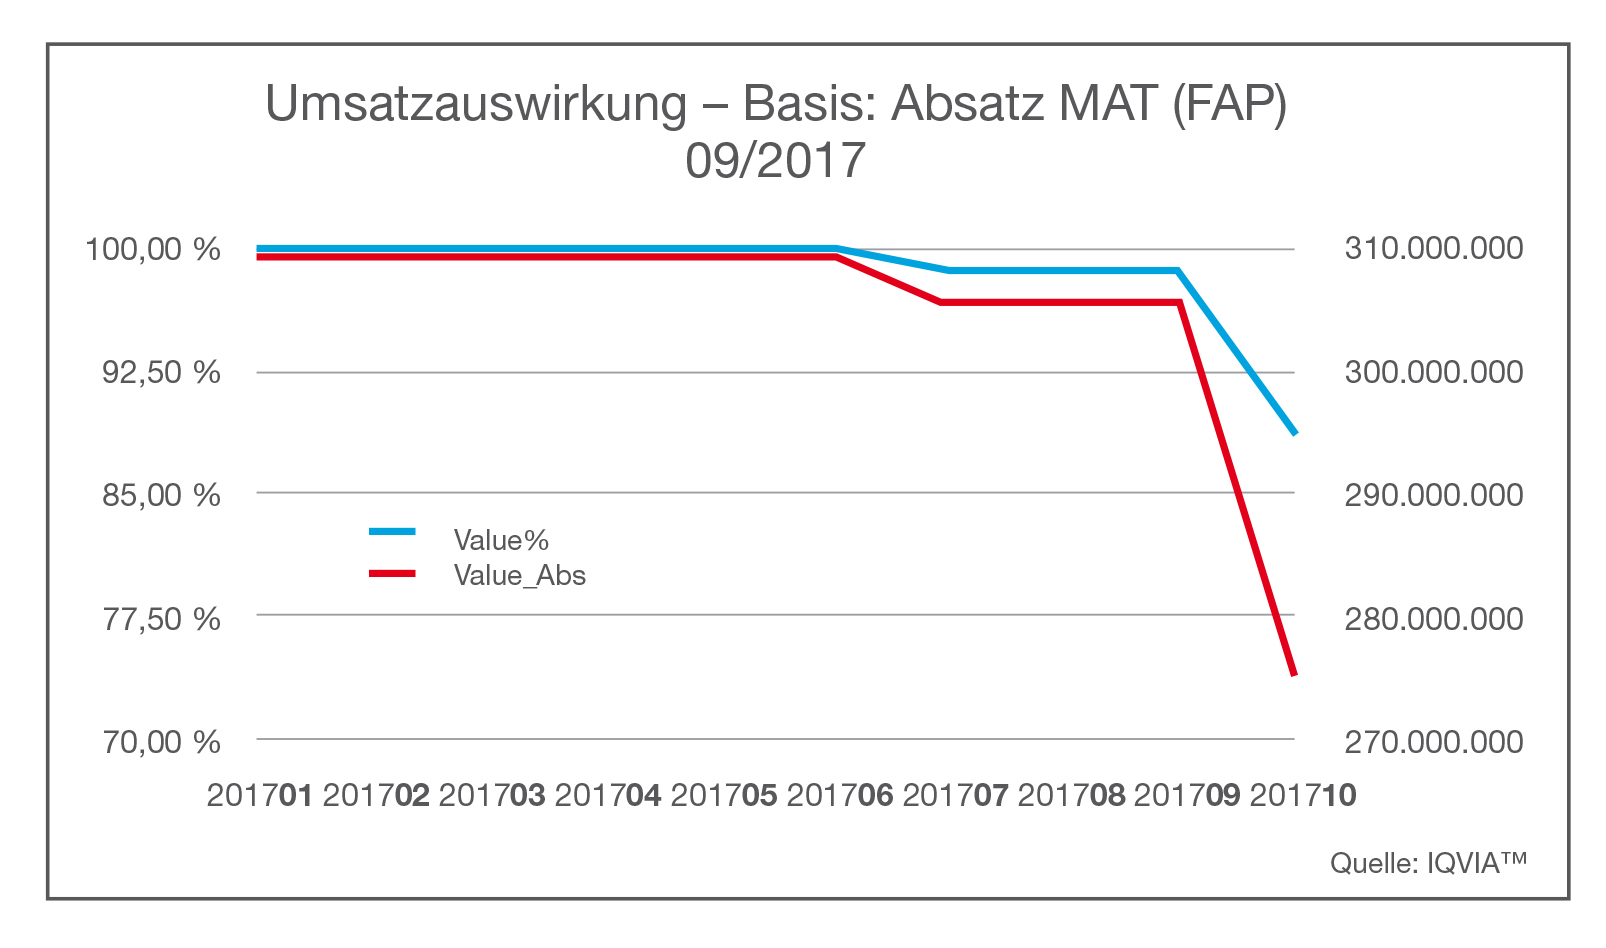 Umsatzauswirkung – Basis: Absatz MAT (FAP)
09/2017
100,00 %
310.000.000
92,50 %
300.000.000
85,00 %
290.000.000
Value%
Value_Abs
77,50 %
280.000.000
70,00 %
270.000.000
201701 201702 201703 201704 201705 201706 201707 201708 201709 201710
Quelle: IQVIA™